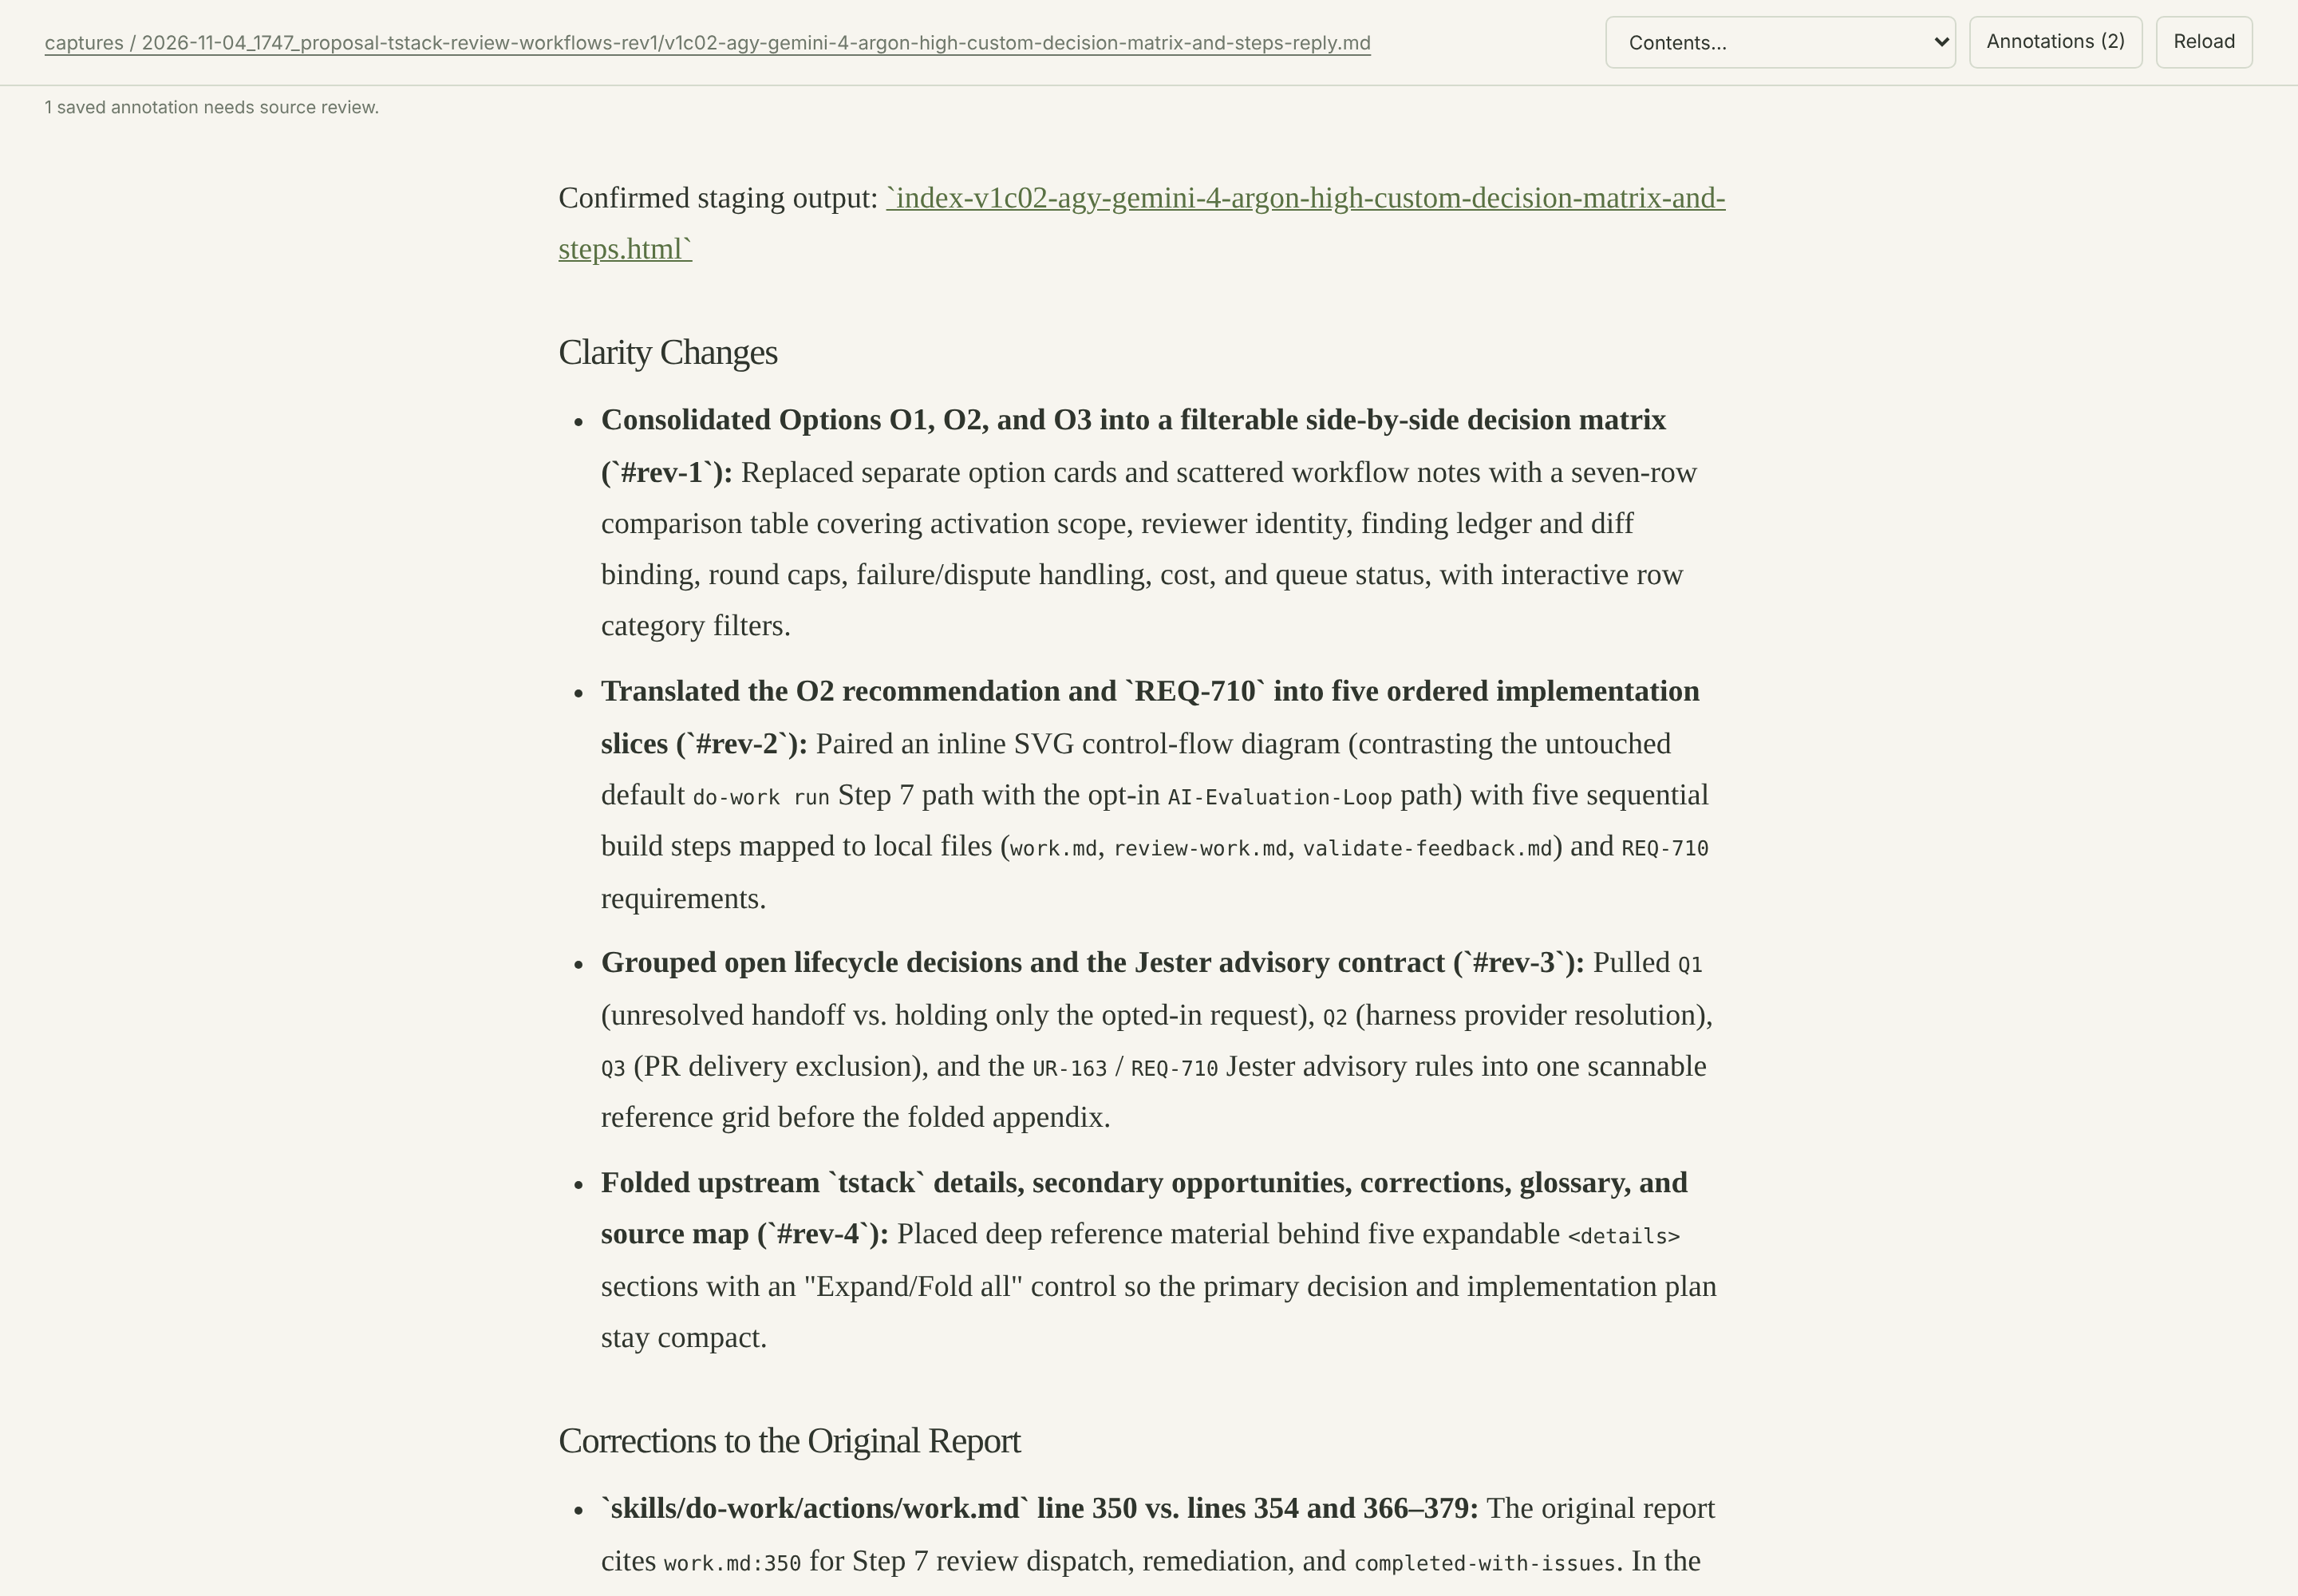 captures / 2026-11-04_1747_proposal-tstack-review-workflows-rev1/v1c02-agy-gemini-4-argon-high-custom-decision-matrix-and-steps-reply.md
Contents...
Annotations (2)
Reload
1 saved annotation needs source review.
Confirmed staging output: `index-v1c02-agy-gemini-4-argon-high-custom-decision-matrix-and-
steps.html`
Clarity Changes
• Consolidated Options O1, O2, and O3 into a filterable side-by-side decision matrix
(`#rev-1`): Replaced separate option cards and scattered workflow notes with a seven-row
comparison table covering activation scope, reviewer identity, finding ledger and diff
binding, round caps, failure/dispute handling, cost, and queue status, with interactive row
category filters.
• Translated the O2 recommendation and `REQ-710` into five ordered implementation
slices (`#rev-2`): Paired an inline SVG control-flow diagram (contrasting the untouched
default do-work run Step 7 path with the opt-in AI-Evaluation-Loop path) with five sequential
build steps mapped to local files (work.md, review-work.md, validate-feedback.md) and REQ-710
requirements.
• Grouped open lifecycle decisions and the Jester advisory contract (`#rev-3`): Pulled Q1
(unresolved handoff vs. holding only the opted-in request), Q2 (harness provider resolution),
Q3 (PR delivery exclusion), and the UR-163 / REQ-710 Jester advisory rules into one scannable
reference grid before the folded appendix.
• Folded upstream `tstack` details, secondary opportunities, corrections, glossary, and
source map (`#rev-4`): Placed deep reference material behind five expandable <details>
sections with an "Expand/Fold all" control so the primary decision and implementation plan
stay compact.
Corrections to the Original Report
• `skills/do-work/actions/work.md` line 350 vs. lines 354 and 366–379: The original report
cites work.md:350 for Step 7 review dispatch, remediation, and completed-with-issues. In the